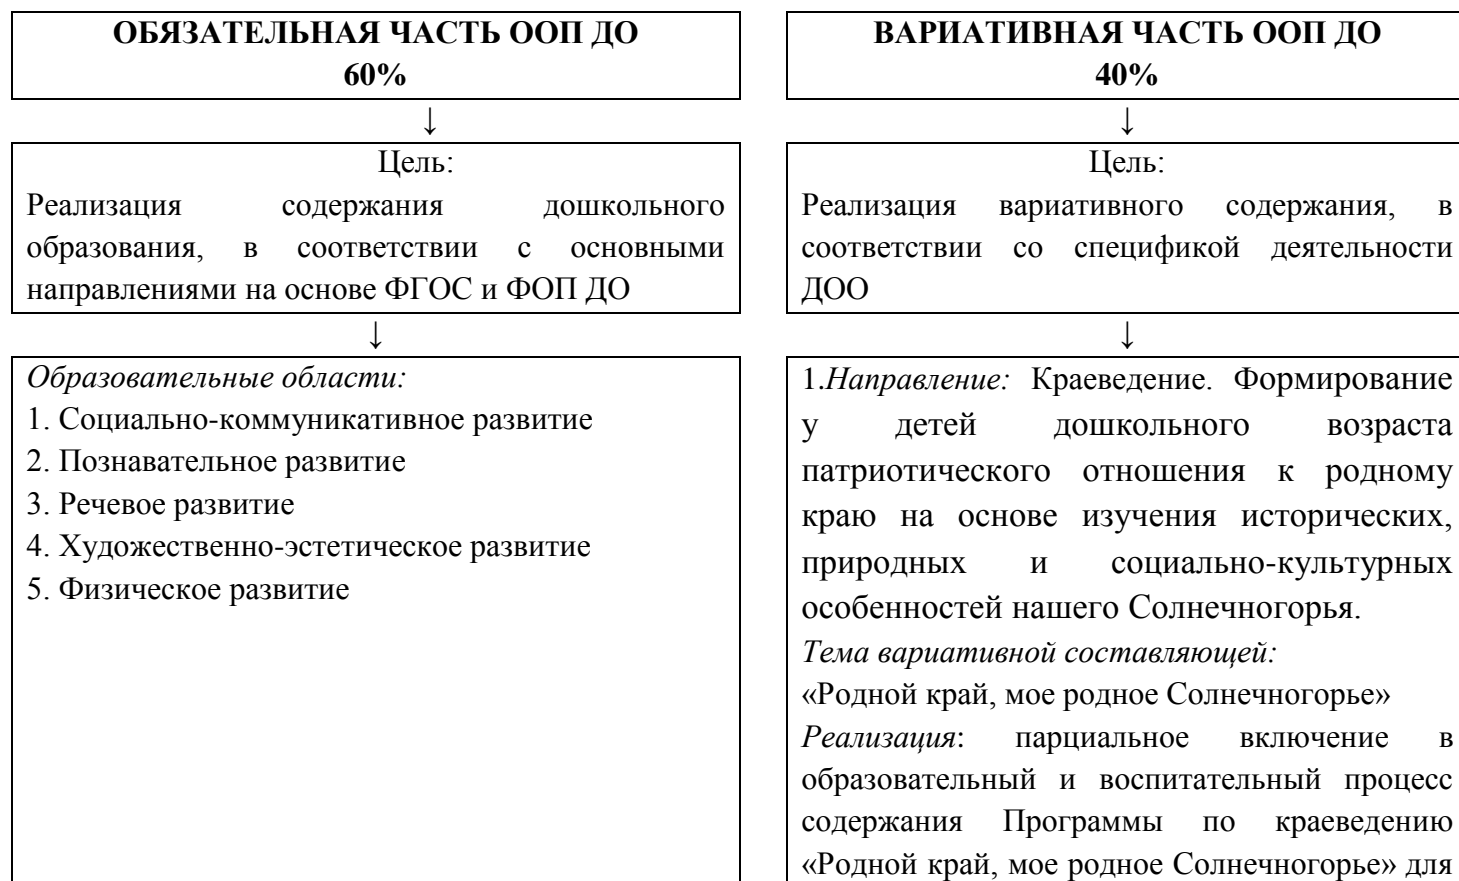 ОБЯЗАТЕЛЬНАЯ ЧАСТЬ ООП ДО
60%
↓
Цель:
Реализация содержания дошкольного
образования, в соответствии с основными
направлениями на основе ФГОС и ФОП ДО
↓
Образовательные области:
1. Социально-коммуникативное развитие
2. Познавательное развитие
3. Речевое развитие
4. Художественно-эстетическое развитие
5. Физическое развитие
ВАРИАТИВНАЯ ЧАСТЬ ООП ДО
40%
↓
Цель:
Реализация вариативного содержания, в
соответствии со спецификой деятельности
ДОО
↓
1.Направление: Краеведение. Формирование
у детей дошкольного возраста
патриотического отношения к родному
краю на основе изучения исторических,
природных и социально-культурных
особенностей нашего Солнечногорья.
Тема вариативной составляющей:
«Родной край, мое родное Солнечногорье»
Реализация: парциальное включение в
образовательный и воспитательный процесс
содержания Программы по краеведению
«Родной край, мое родное Солнечногорье» для